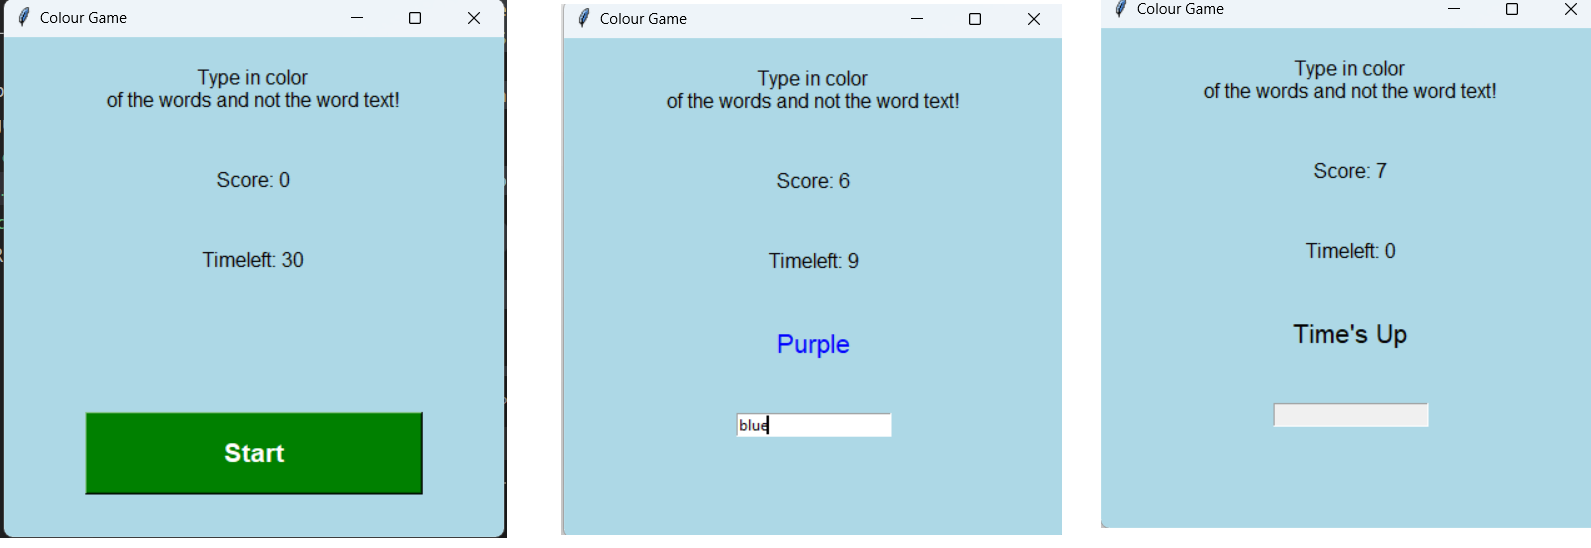 Colour Game
Type in color
of the words and not the word text!
Score: 0
Timeleft: 30
Start
Colour Game
Type in color
of the words and not the word text!
Score: 6
Timeleft: 9
Purple
blue
Colour Game
Type in color
of the words and not the word text!
Score: 7
Timeleft: 0
Time's Up